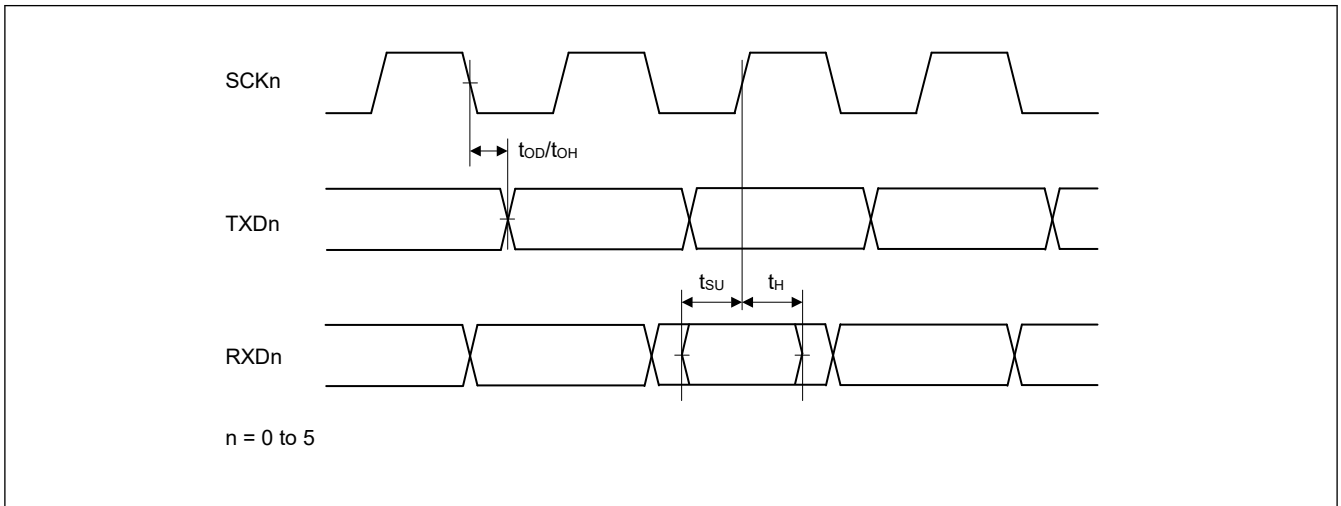 SCKn
tOD/tOH
TXDn
tSU tH
RXDn
n = 0 to 5